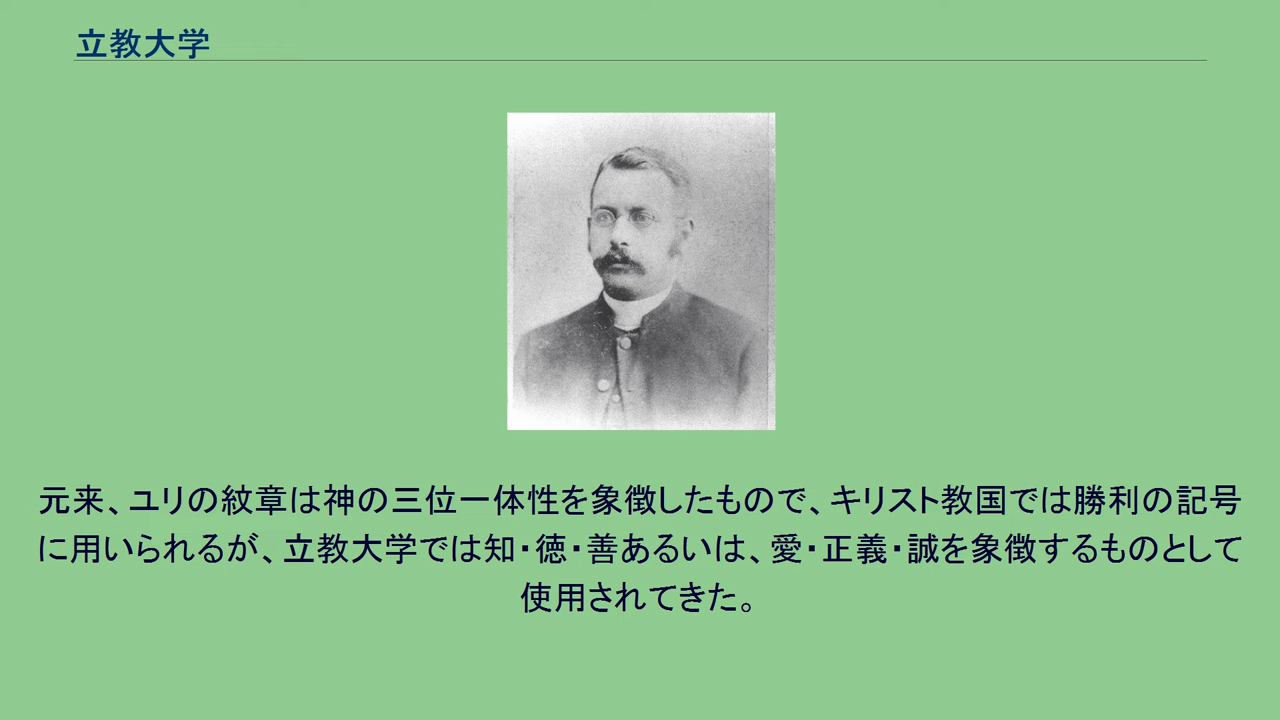 立教大学
元来、ユリの紋章は神の三位一体性を象徴したもので、キリスト教国では勝利の記号
に用いられるが、立教大学では知・徳・善あるいは、愛・正義・誠を象徴するものとして
使用されてきた。